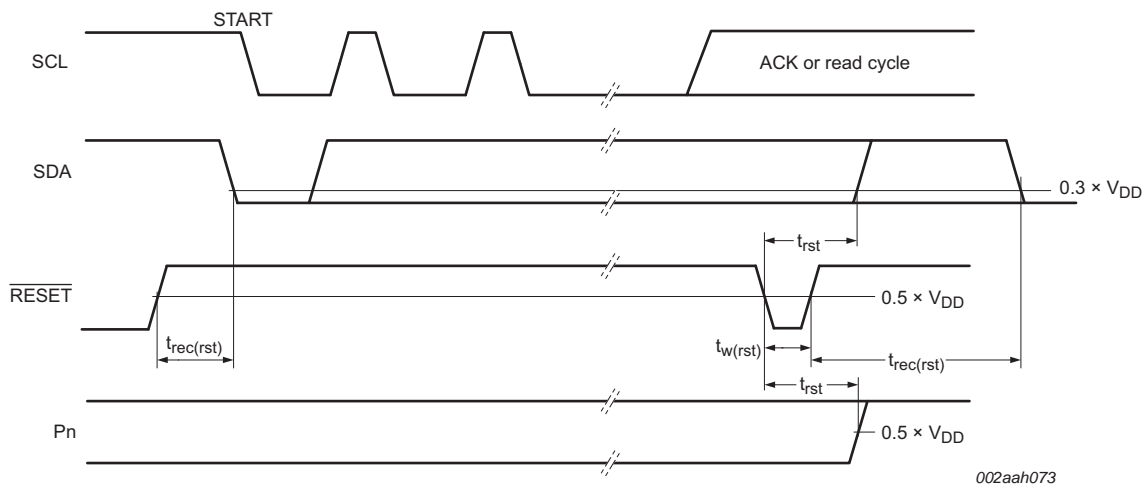 START
SCL
ACK or read cycle
SDA
0.3 × VDD
trst
RESET
0.5 × VDD
trec(rst)
tw(rst)
trec(rst)
trst
Pn
0.5 × VDD
002aah073